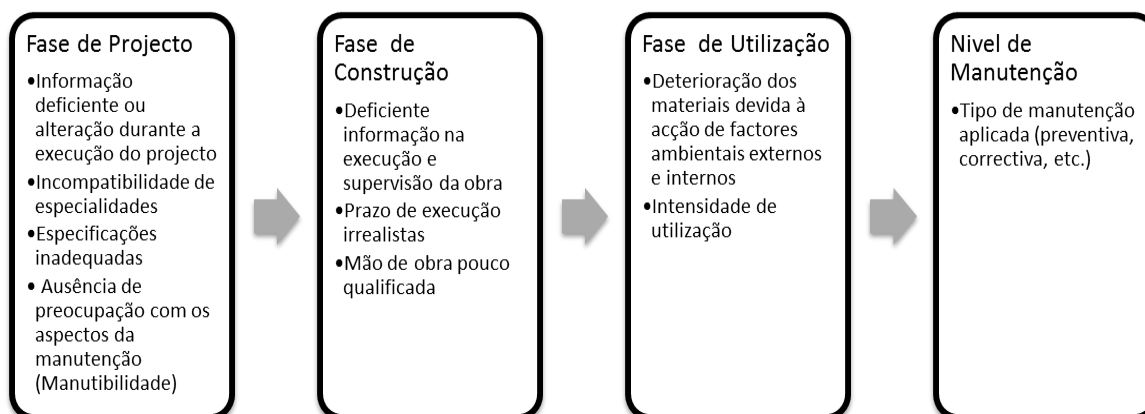 Fase de Projecto
•Informação
deficiente ou
alteração durante a
execução do projecto
•Incompatibilidade de
especialidades
•Especificações
inadequadas
• Ausência de
preocupação com os
aspectos da
manutenção
(Manutibilidade)
Fase de
Construção
•Deficiente
informação na
execução e
supervisão da obra
•Prazo de execução
irrealistas
•Mão de obra pouco
qualificada
Fase de Utilização
•Deterioração dos
materiais devida à
acção de factores
ambientais externos
e internos
•Intensidade de
utilização
Nivel de
Manutenção
•Tipo de manutenção
aplicada (preventiva,
correctiva, etc.)